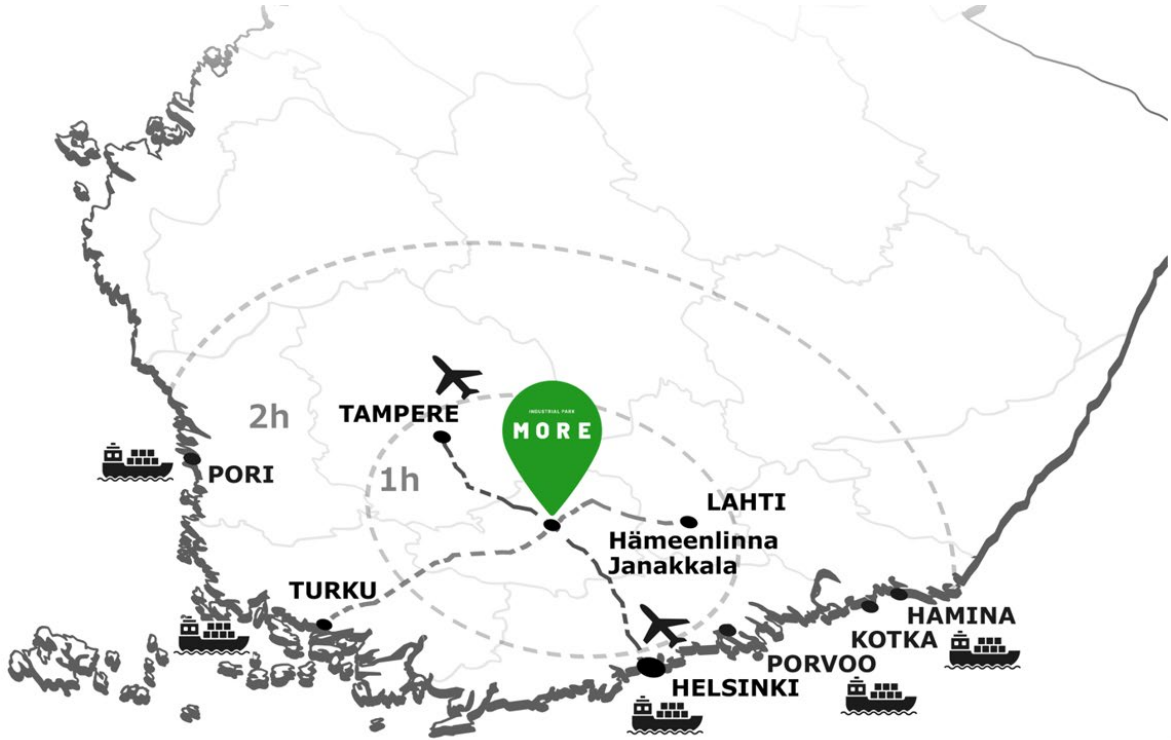 2h
TAMPERE
INDUSTRIAL PARK
MORE
PORI
1h
LAHTI
Hämeenlinna
Janakkala
TURKU
HAMINA
KOTKA
PORVOO
HELSINKI